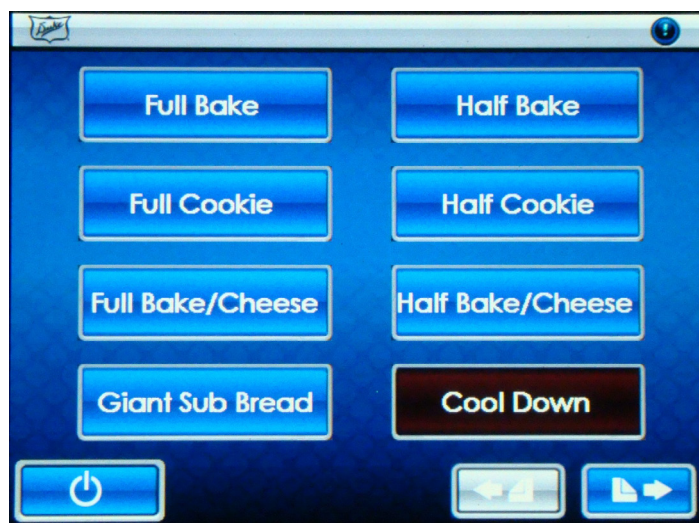 Duke
Full Bake
Half Bake
Full Cookie
Half Cookie
Full Bake/Cheese
Half Bake/Cheese
Giant Sub Bread
Cool Down